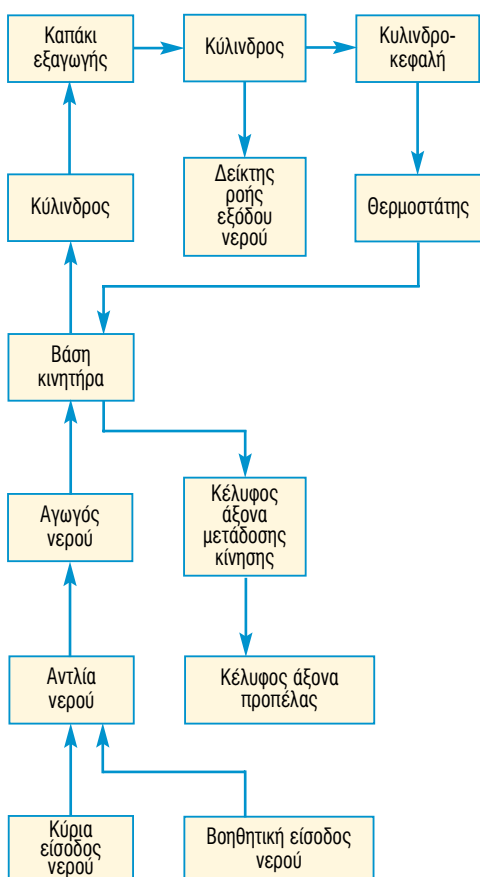 Καπάκι
εξαγωγής
Κύλινδρος
Κυλινδρο-
κεφαλή
Κύλινδρος
Δείκτης
ροής
εξόδου
νερού
Θερμοστάτης
Βάση
κινητήρα
Αγωγός
νερού
Κέλυφος
άξονα
μετάδοσης
κίνησης
Αντλία
νερού
Κέλυφος άξονα
προπέλας
Κύρια
είσοδος
νερού
Βοηθητική είσοδος
νερού